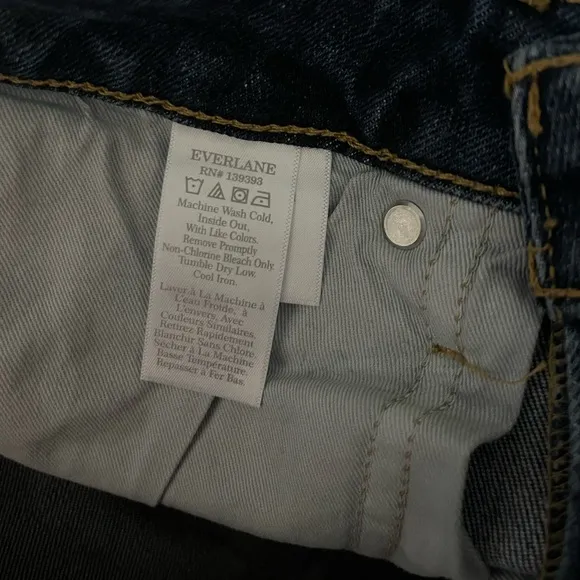 EVERLANE
RN# 139393
Machine Wash Cold,
Inside Out,
With Like Colors.
Remove Promptly
Non-Chlorine Bleach Only
Tumble Dry Low.
Cool Iron.
Laver à La Machine à
L'eau Froide, à
L'envers, Avec
Couleurs Similaires.
Retirez Rapidement
Blanchir Sans Chlore.
Sécher à La Machine
Basse Température.
Repasser à Fer Bas.